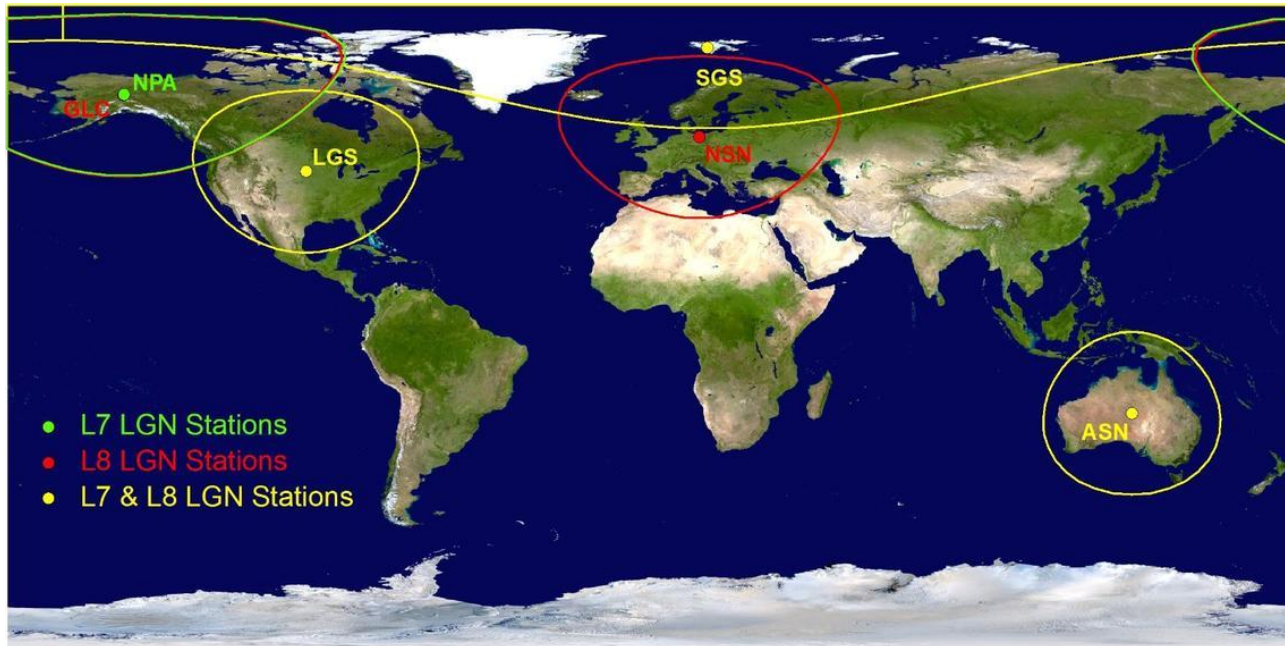 NPA
GLC
SGS
LGS
NSN
ASN
L7 LGN Stations
L8 LGN Stations
L7 & L8 LGN Stations